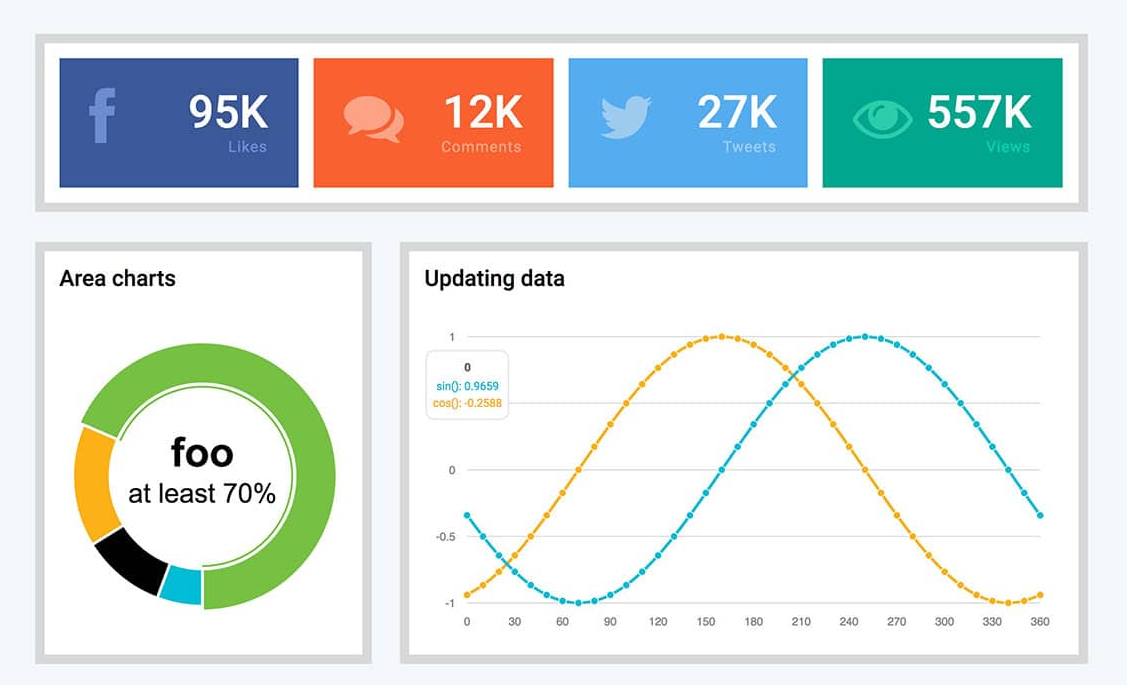 95K
Likes
12K
Comments
27K
Tweets
557K
Views
Area charts
foo
at least 70%
Updating data
1
0
sin(): 0.9659
cos(): -0.2588
0
-0.5
-1
0 30 60 90 120 150 180 210 240 270 300 330 360